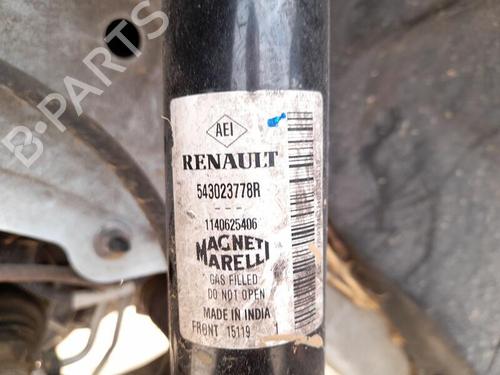 AEI
RENAULT
543023778R
---
1140625406
MAGNETI
MARELLI
GAS FILLED
DO NOT OPEN
MADE IN INDIA
FRONT 15119 1
B-PARTS